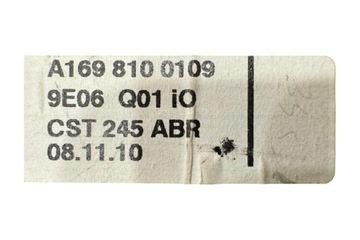 A169 810 0109
9E06 Q01 iO
CST 245 ABR
08.11.10